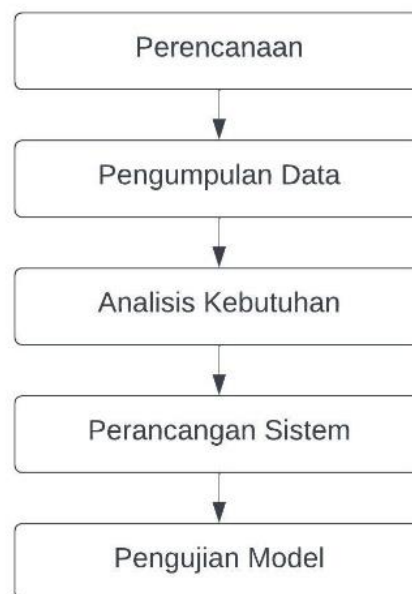 Perencanaan
Pengumpulan Data
Analisis Kebutuhan
Perancangan Sistem
Pengujian Model